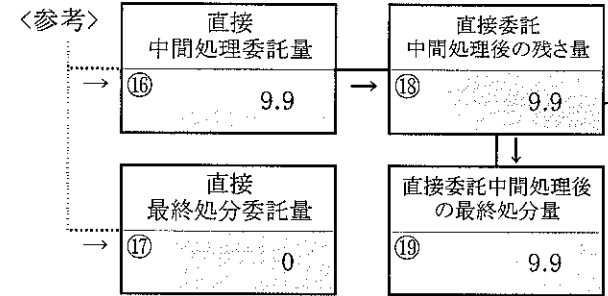 〈参考〉
直接
中間処理委託量
→ ⑯ 9.9
→
直接委託
中間処理後の残さ量
⑱ 9.9
↓
直接
最終処分委託量
→ ⑰ 0
直接委託中間処理後
の最終処分量
⑲ 9.9